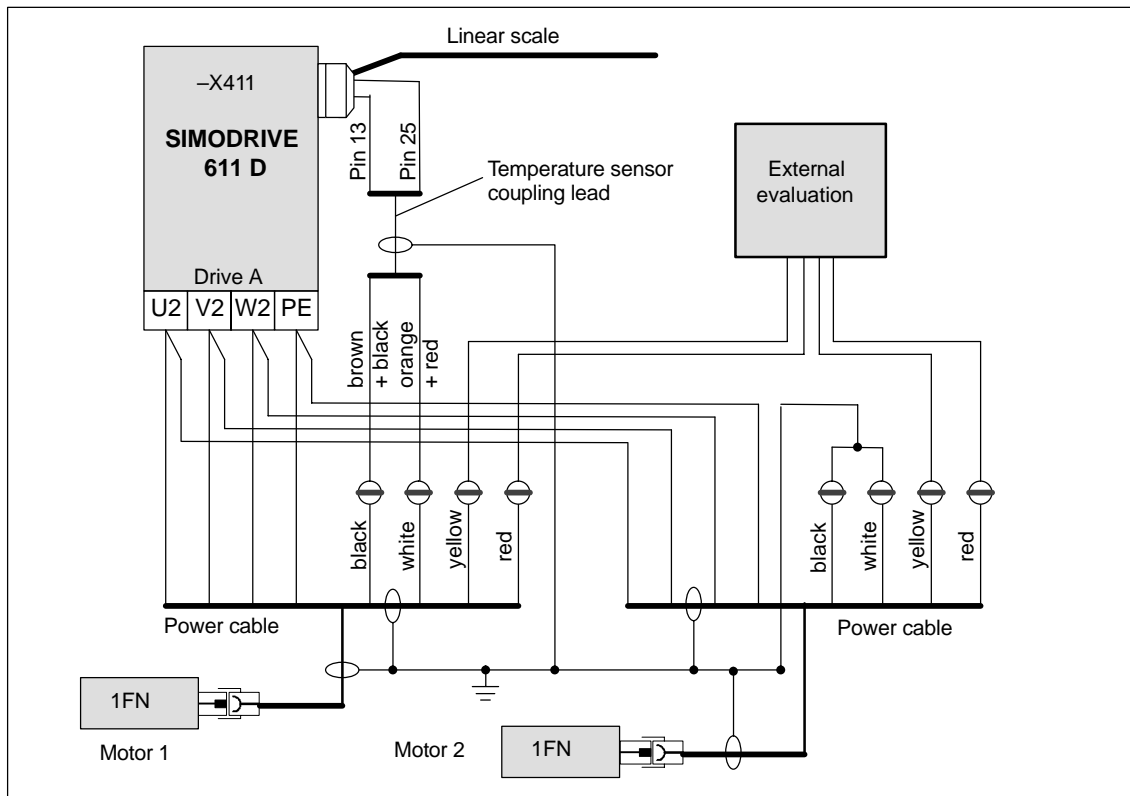 Linear scale
–X411
SIMODRIVE
611 D
Pin 13
Pin 25
Temperature sensor
coupling lead
External
evaluation
Drive A
U2
V2
W2
PE
brown
+ black
orange
+ red
black
white
yellow
red
black
white
yellow
red
Power cable
Power cable
1FN
Motor 1
Motor 2
1FN